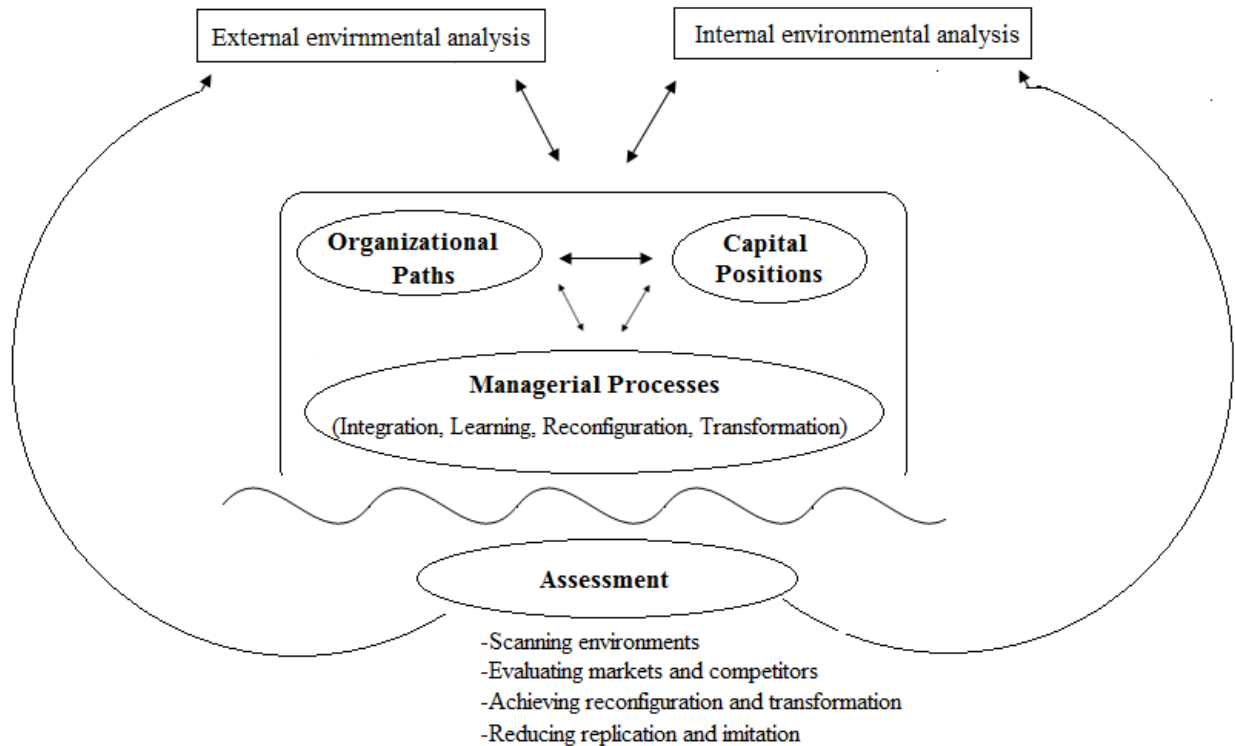 External envirnmental analysis
Internal environmental analysis
Organizational
Paths
Capital
Positions
Managerial Processes
(Integration, Learning, Reconfiguration, Transformation)
Assessment
-Scanning environments
-Evaluating markets and competitors
-Achieving reconfiguration and transformation
-Reducing replication and imitation